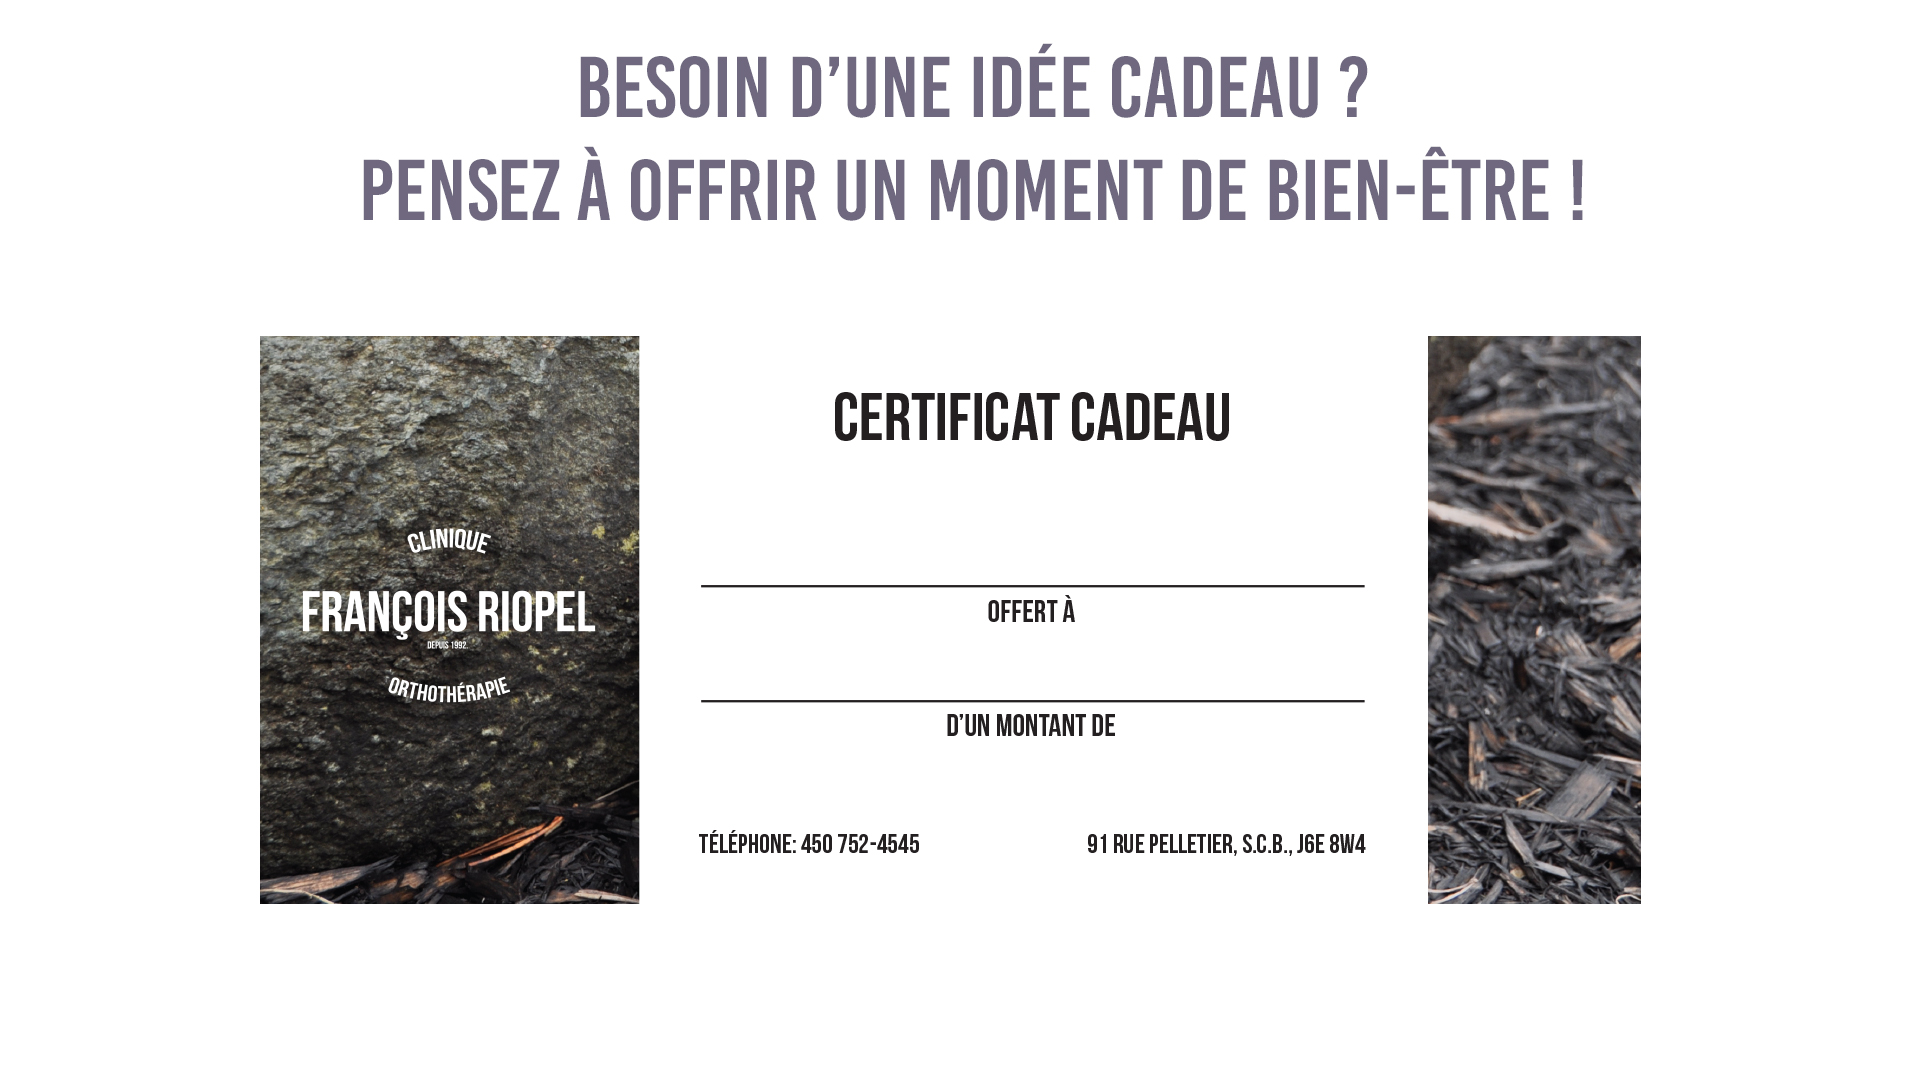 BESOIN D’UNE IDÉE CADEAU ?
PENSEZ À OFFRIR UN MOMENT DE BIEN-ÊTRE !
CLINIQUE
FRANÇOIS RIOPEL
DEPUIS 1992.
ORTHOTHÉRAPIE
CERTIFICAT CADEAU
OFFERT À
D’UN MONTANT DE
TÉLÉPHONE: 450 752-4545
91 RUE PELLETIER, S.C.B., J6E 8W4